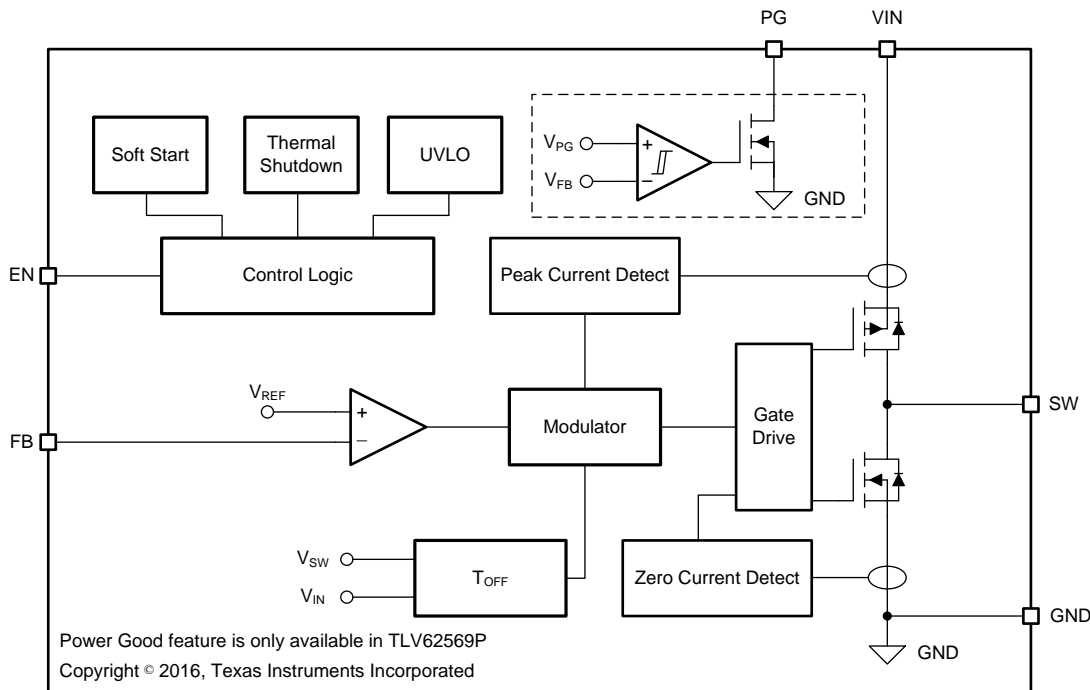 PG
VIN
Soft Start
Thermal
Shutdown
UVLO
VPG
+
VFB
−
GND
EN
Control Logic
Peak Current Detect
VREF
+
−
FB
Modulator
Gate
Drive
SW
VSW
VIN
TOFF
Zero Current Detect
GND
GND
Power Good feature is only available in TLV62569P
Copyright © 2016, Texas Instruments Incorporated